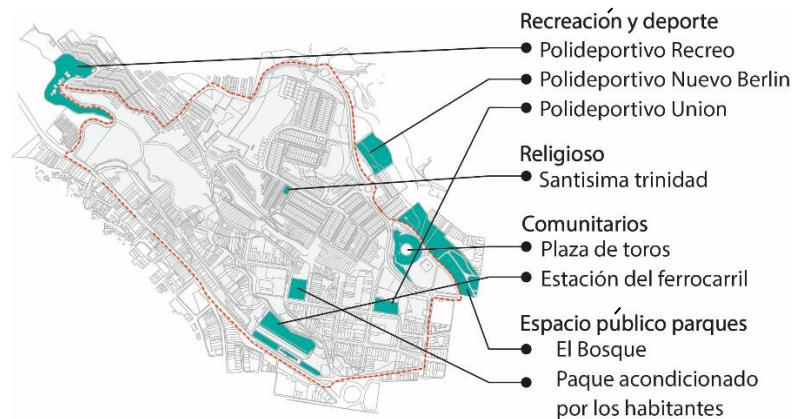 Recreación y deporte
Polideportivo Recreo
Polideportivo Nuevo Berlin
Polideportivo Union
Religioso
Santisima trinidad
Comunitarios
Plaza de toros
Estación del ferrocarril
Espacio público parques
El Bosque
Paque acondicionado
por los habitantes